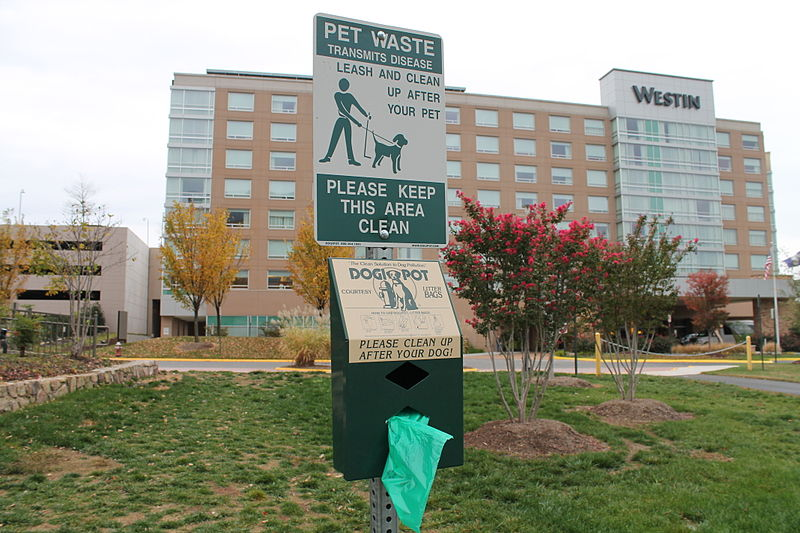 PET WASTE
TRANSMITS DISEASE
LEASH AND CLEAN
UP AFTER
YOUR PET
PLEASE KEEP
THIS AREA
CLEAN
WESTIN
"The Clean Solution to Dog Pollution"
DOGIPOT
COURTESY LITTER
BAGS
PLEASE CLEAN UP
AFTER YOUR DOG!